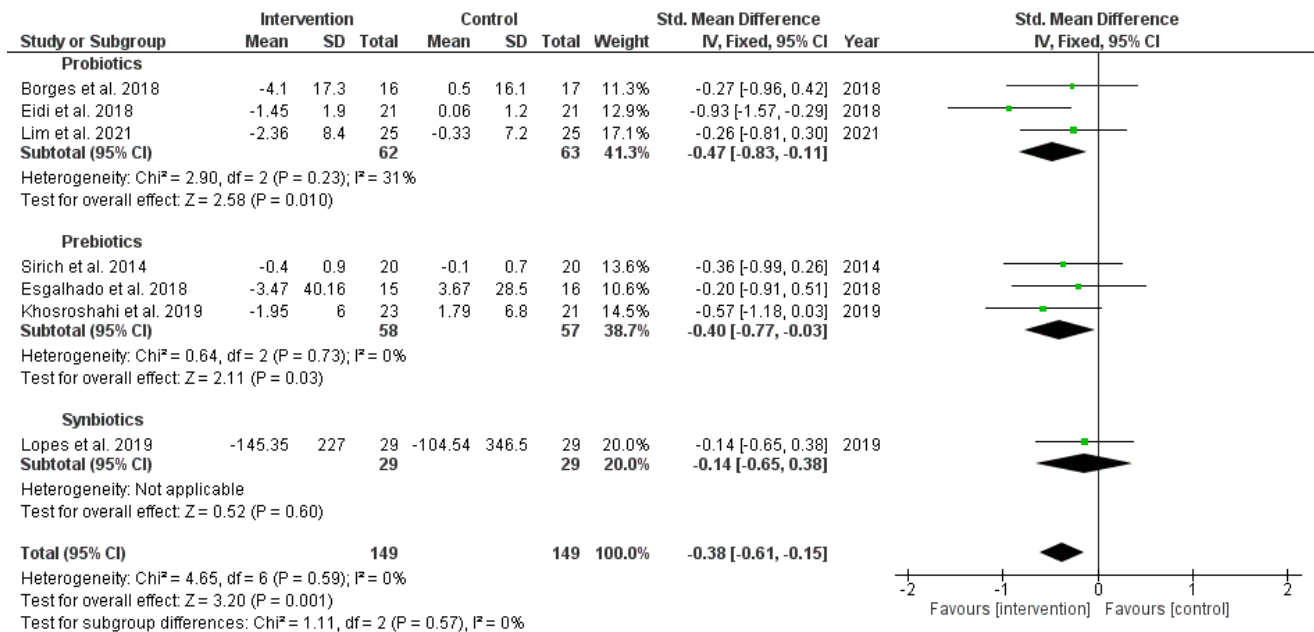 Intervention Control Std. Mean Difference Std. Mean Difference
Study or Subgroup Mean SD Total Mean SD Total Weight IV, Fixed, 95% CI Year IV, Fixed, 95% CI
Probiotics
Borges et al. 2018 -4.1 17.3 16 0.5 16.1 17 11.3% -0.27 [-0.96, 0.42] 2018
Eidi et al. 2018 -1.45 1.9 21 0.06 1.2 21 12.9% -0.93 [-1.57, -0.29] 2018
Lim et al. 2021 -2.36 8.4 25 -0.33 7.2 25 17.1% -0.26 [-0.81, 0.30] 2021
Subtotal (95% CI) 62 63 41.3% -0.47 [-0.83, -0.11]
Heterogeneity: Chi² = 2.90, df = 2 (P = 0.23); I² = 31%
Test for overall effect: Z = 2.58 (P = 0.010)
Prebiotics
Sirich et al. 2014 -0.4 0.9 20 -0.1 0.7 20 13.6% -0.36 [-0.99, 0.26] 2014
Esgalhado et al. 2018 -3.47 40.16 15 3.67 28.5 16 10.6% -0.20 [-0.91, 0.51] 2018
Khosroshahi et al. 2019 -1.95 6 23 1.79 6.8 21 14.5% -0.57 [-1.18, 0.03] 2019
Subtotal (95% CI) 58 57 38.7% -0.40 [-0.77, -0.03]
Heterogeneity: Chi² = 0.64, df = 2 (P = 0.73); I² = 0%
Test for overall effect: Z = 2.11 (P = 0.03)
Synbiotics
Lopes et al. 2019 -145.35 227 29 -104.54 346.5 29 20.0% -0.14 [-0.65, 0.38] 2019
Subtotal (95% CI) 29 29 20.0% -0.14 [-0.65, 0.38]
Heterogeneity: Not applicable
Test for overall effect: Z = 0.52 (P = 0.60)
Total (95% CI) 149 149 100.0% -0.38 [-0.61, -0.15]
Heterogeneity: Chi² = 4.65, df = 6 (P = 0.59); I² = 0%
Test for overall effect: Z = 3.20 (P = 0.001)
Test for subgroup differences: Chi² = 1.11, df = 2 (P = 0.57), I² = 0%
-2 -1 0 1 2
Favours [intervention] Favours [control]